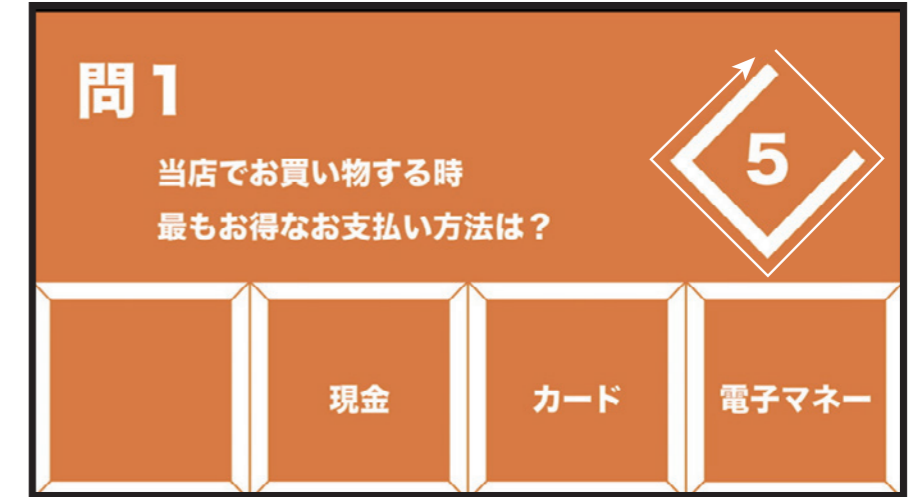 問1
5
当店でお買い物する時
最もお得なお支払い方法は？
現金
カード
電子マネー